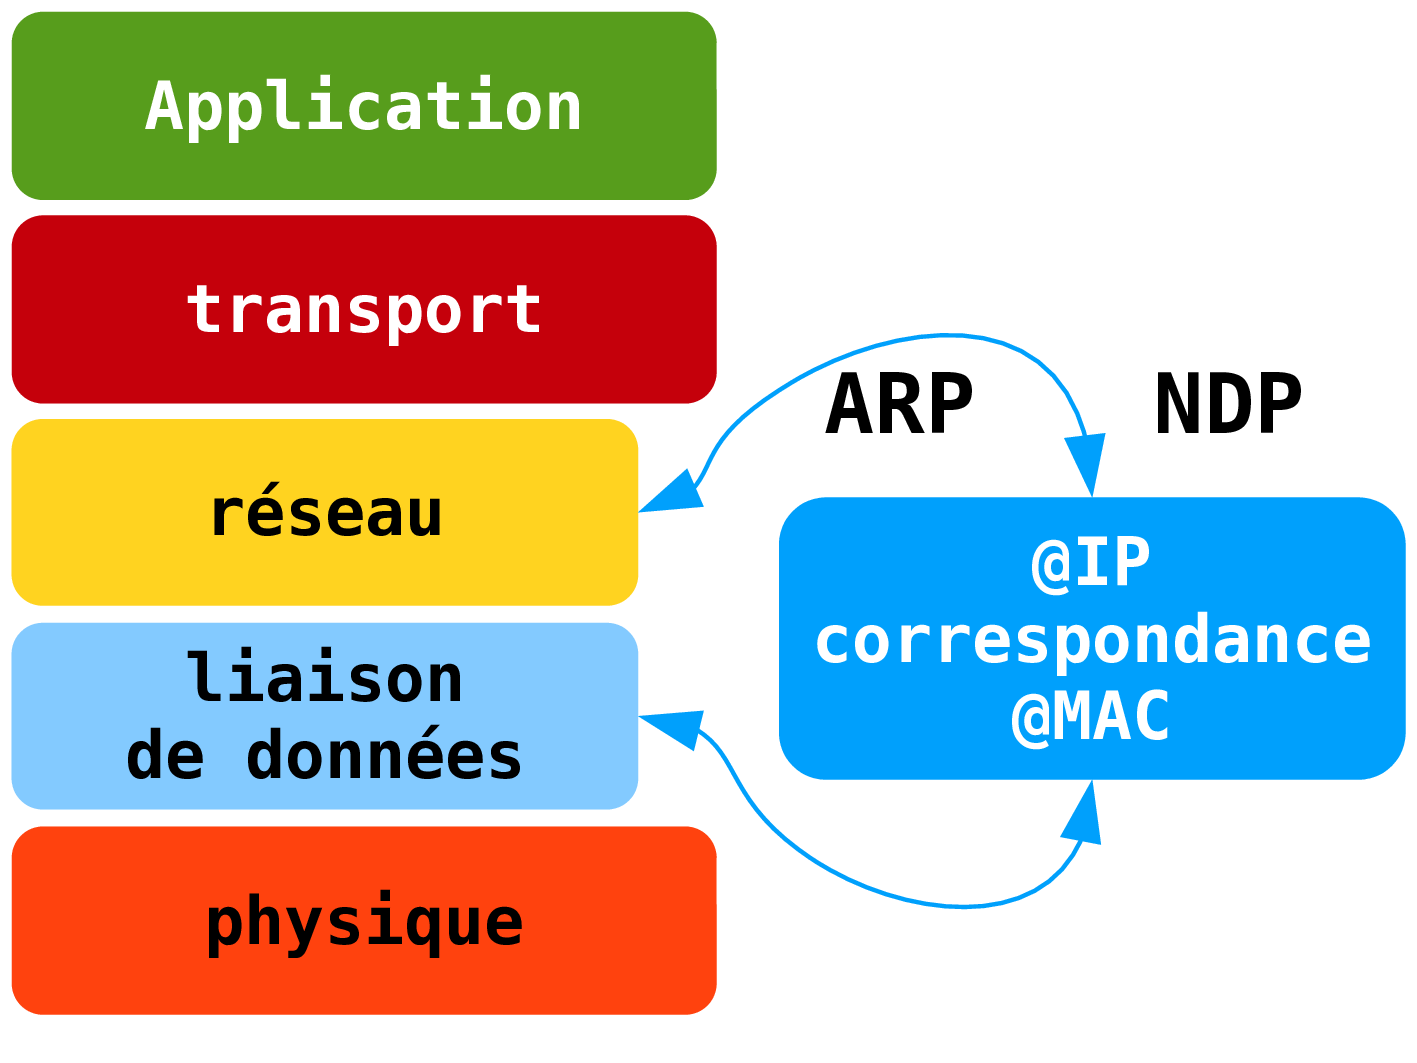 Application
transport
réseau
liaison
de données
physique
ARP
NDP
@IP
correspondance
@MAC